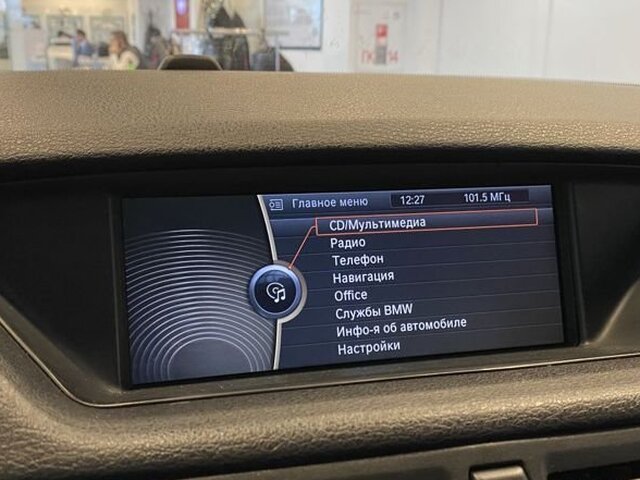 Главное меню 12:27 101.5 МГц
CD/Мультимедиа
Радио
Телефон
Навигация
Office
Службы BMW
Инфо-я об автомобиле
Настройки